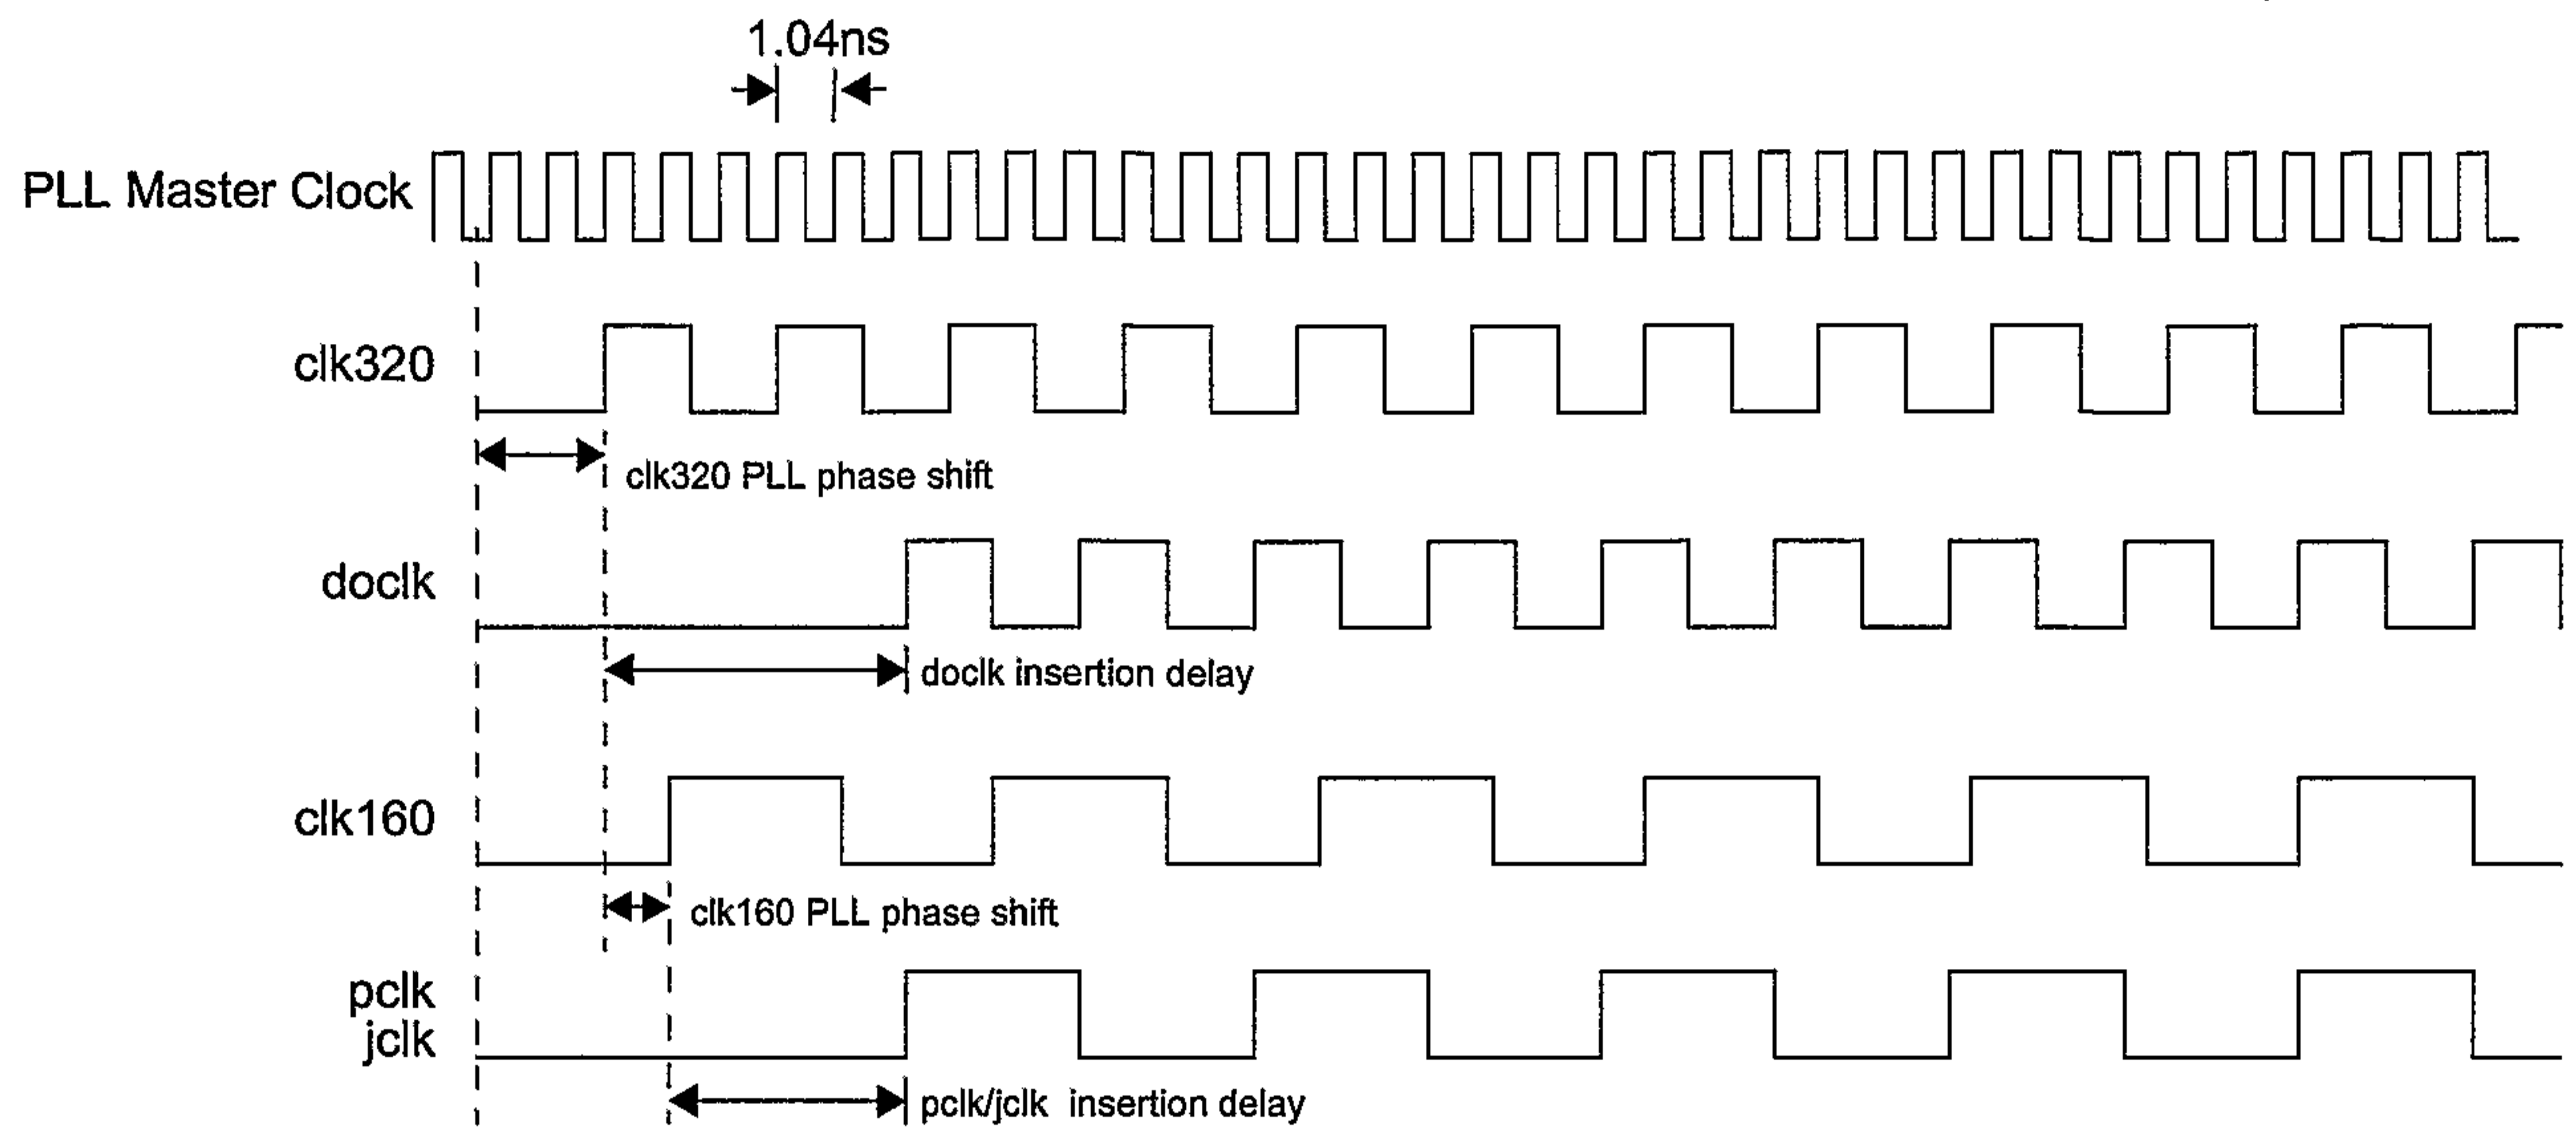 1.04ns
PLL Master Clock
clk320
clk320 PLL phase shift
doclk
doclk insertion delay
clk160
clk160 PLL phase shift
pclk
jclk
pclk/jclk insertion delay